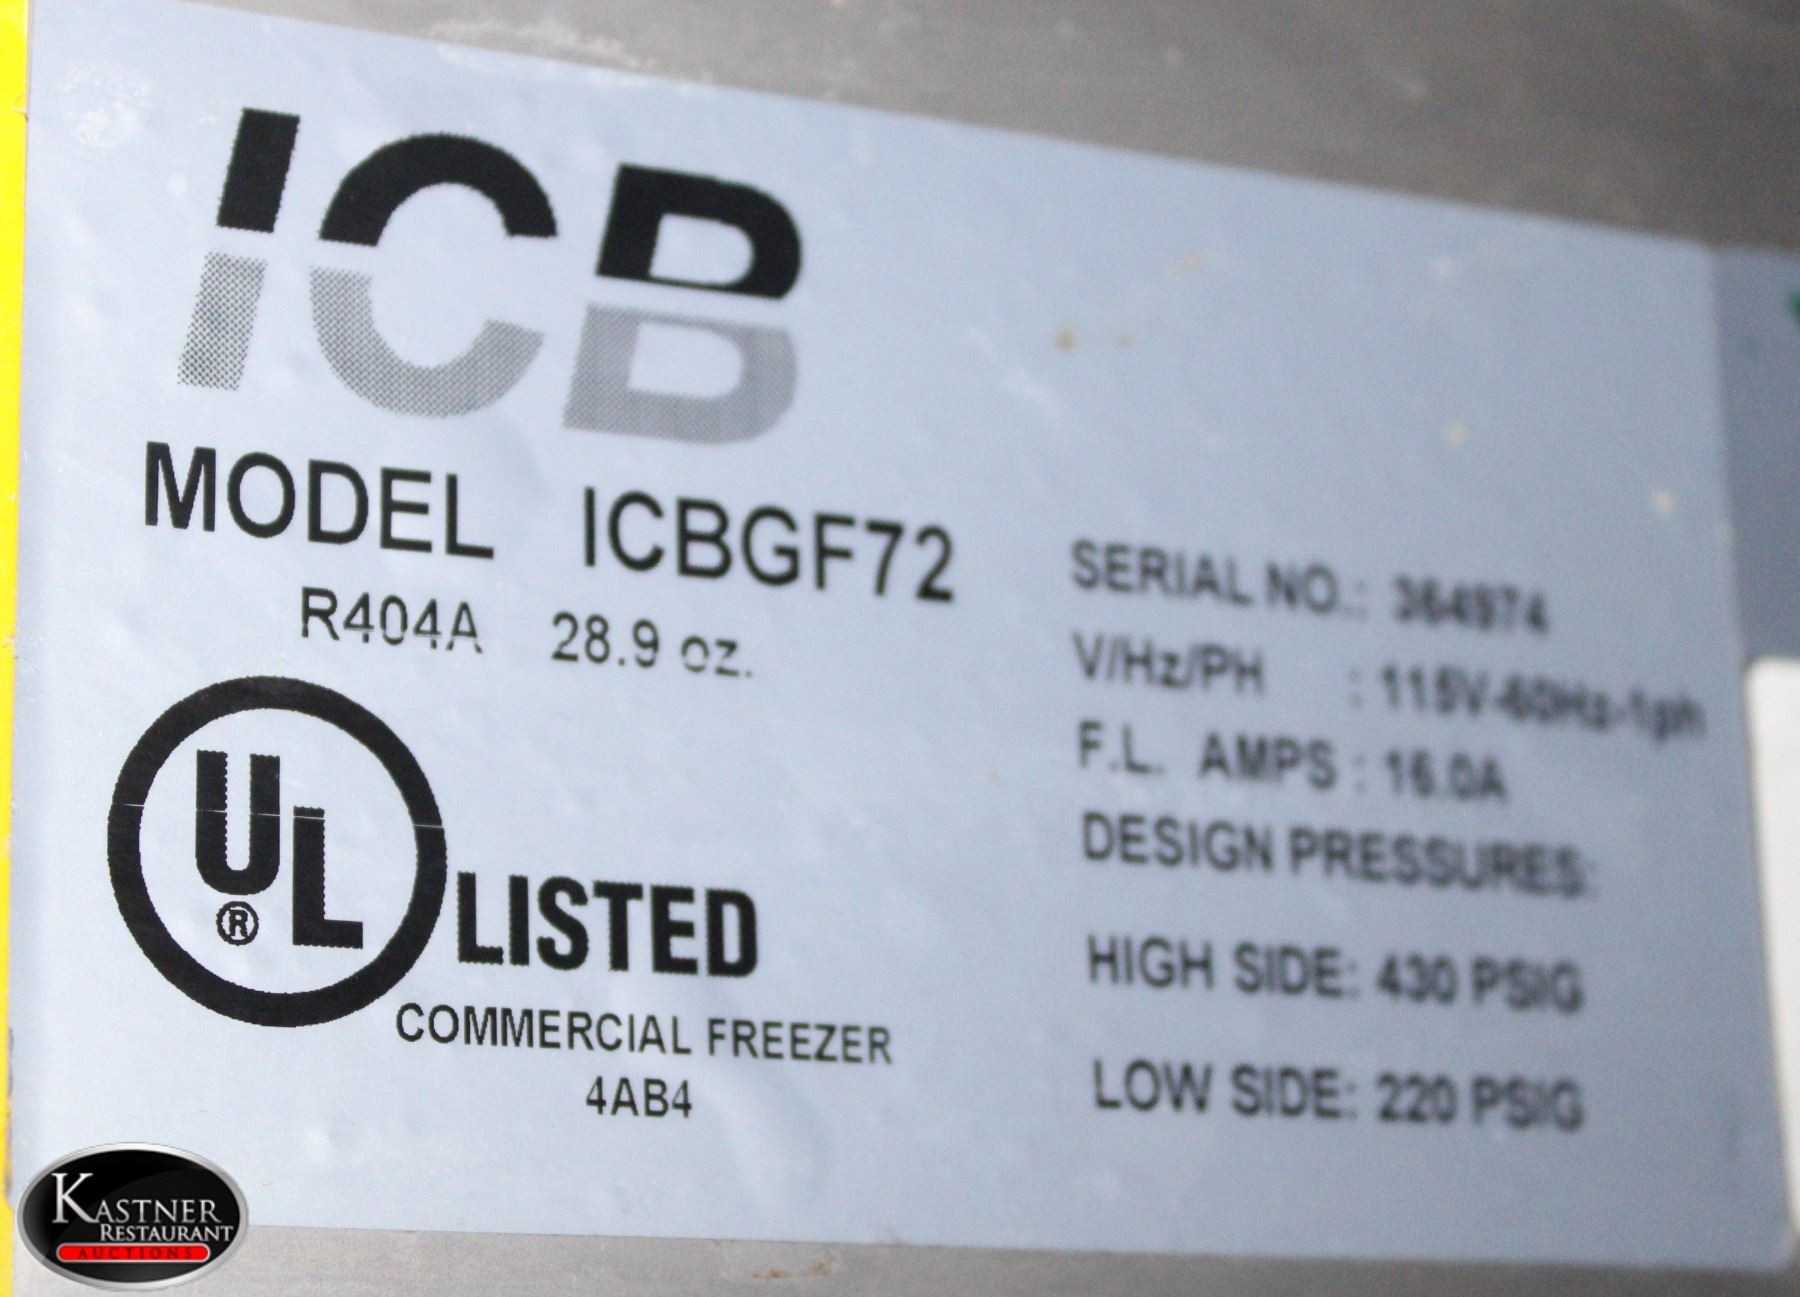 ICB
MODEL ICBGF72
R404A 28.9 oz.
UL
®
LISTED
COMMERCIAL FREEZER
4AB4
SERIAL NO.: 364974
V/Hz/PH : 115V-60Hz-1ph
F.L. AMPS : 16.0A
DESIGN PRESSURES:
HIGH SIDE: 430 PSIG
LOW SIDE: 220 PSIG
KASTNER
RESTAURANT
AUCTIONS